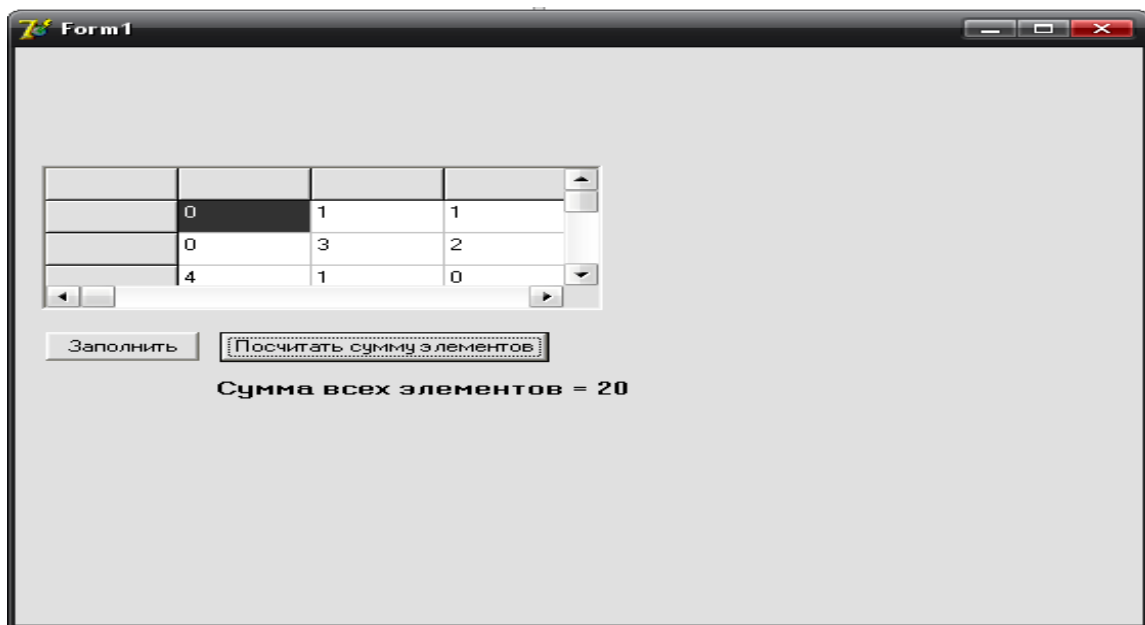 Form1
0 1 1
0 3 2
4 1 0
Заполнить Посчитать сумму элементов
Сумма всех элементов = 20